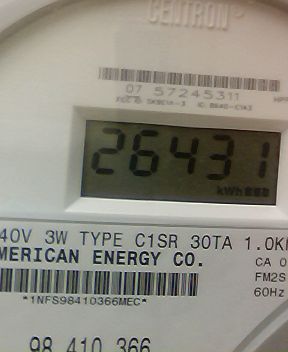 CENTRON®
07 57245311
26431
kWh
40V 3W TYPE C1SR 30TA 1.0K
MERICAN ENERGY CO.
CA 0
FM2S
*1NFS98410366MEC*
60Hz
98 410 366